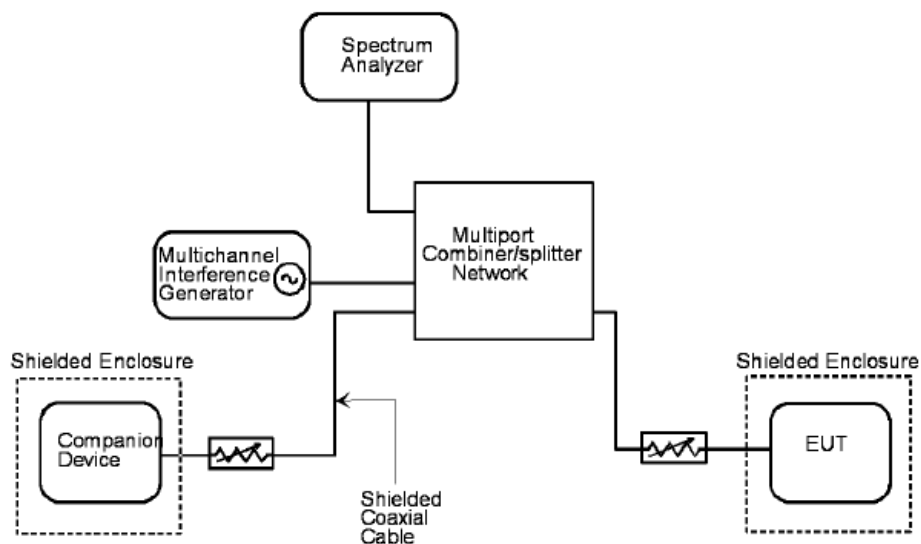 Spectrum
Analyzer
Multiport
Combiner/splitter
Network
Multichannel
Interference
Generator
Shielded Enclosure
Shielded Enclosure
Companion
Device
EUT
Shielded
Coaxial
Cable